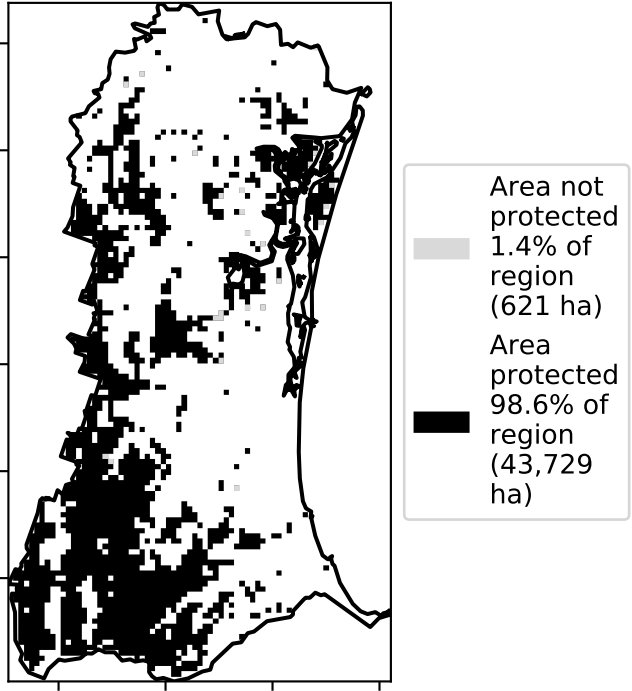 Area not
protected
1.4% of
region
(621 ha)
Area
protected
98.6% of
region
(43,729
ha)